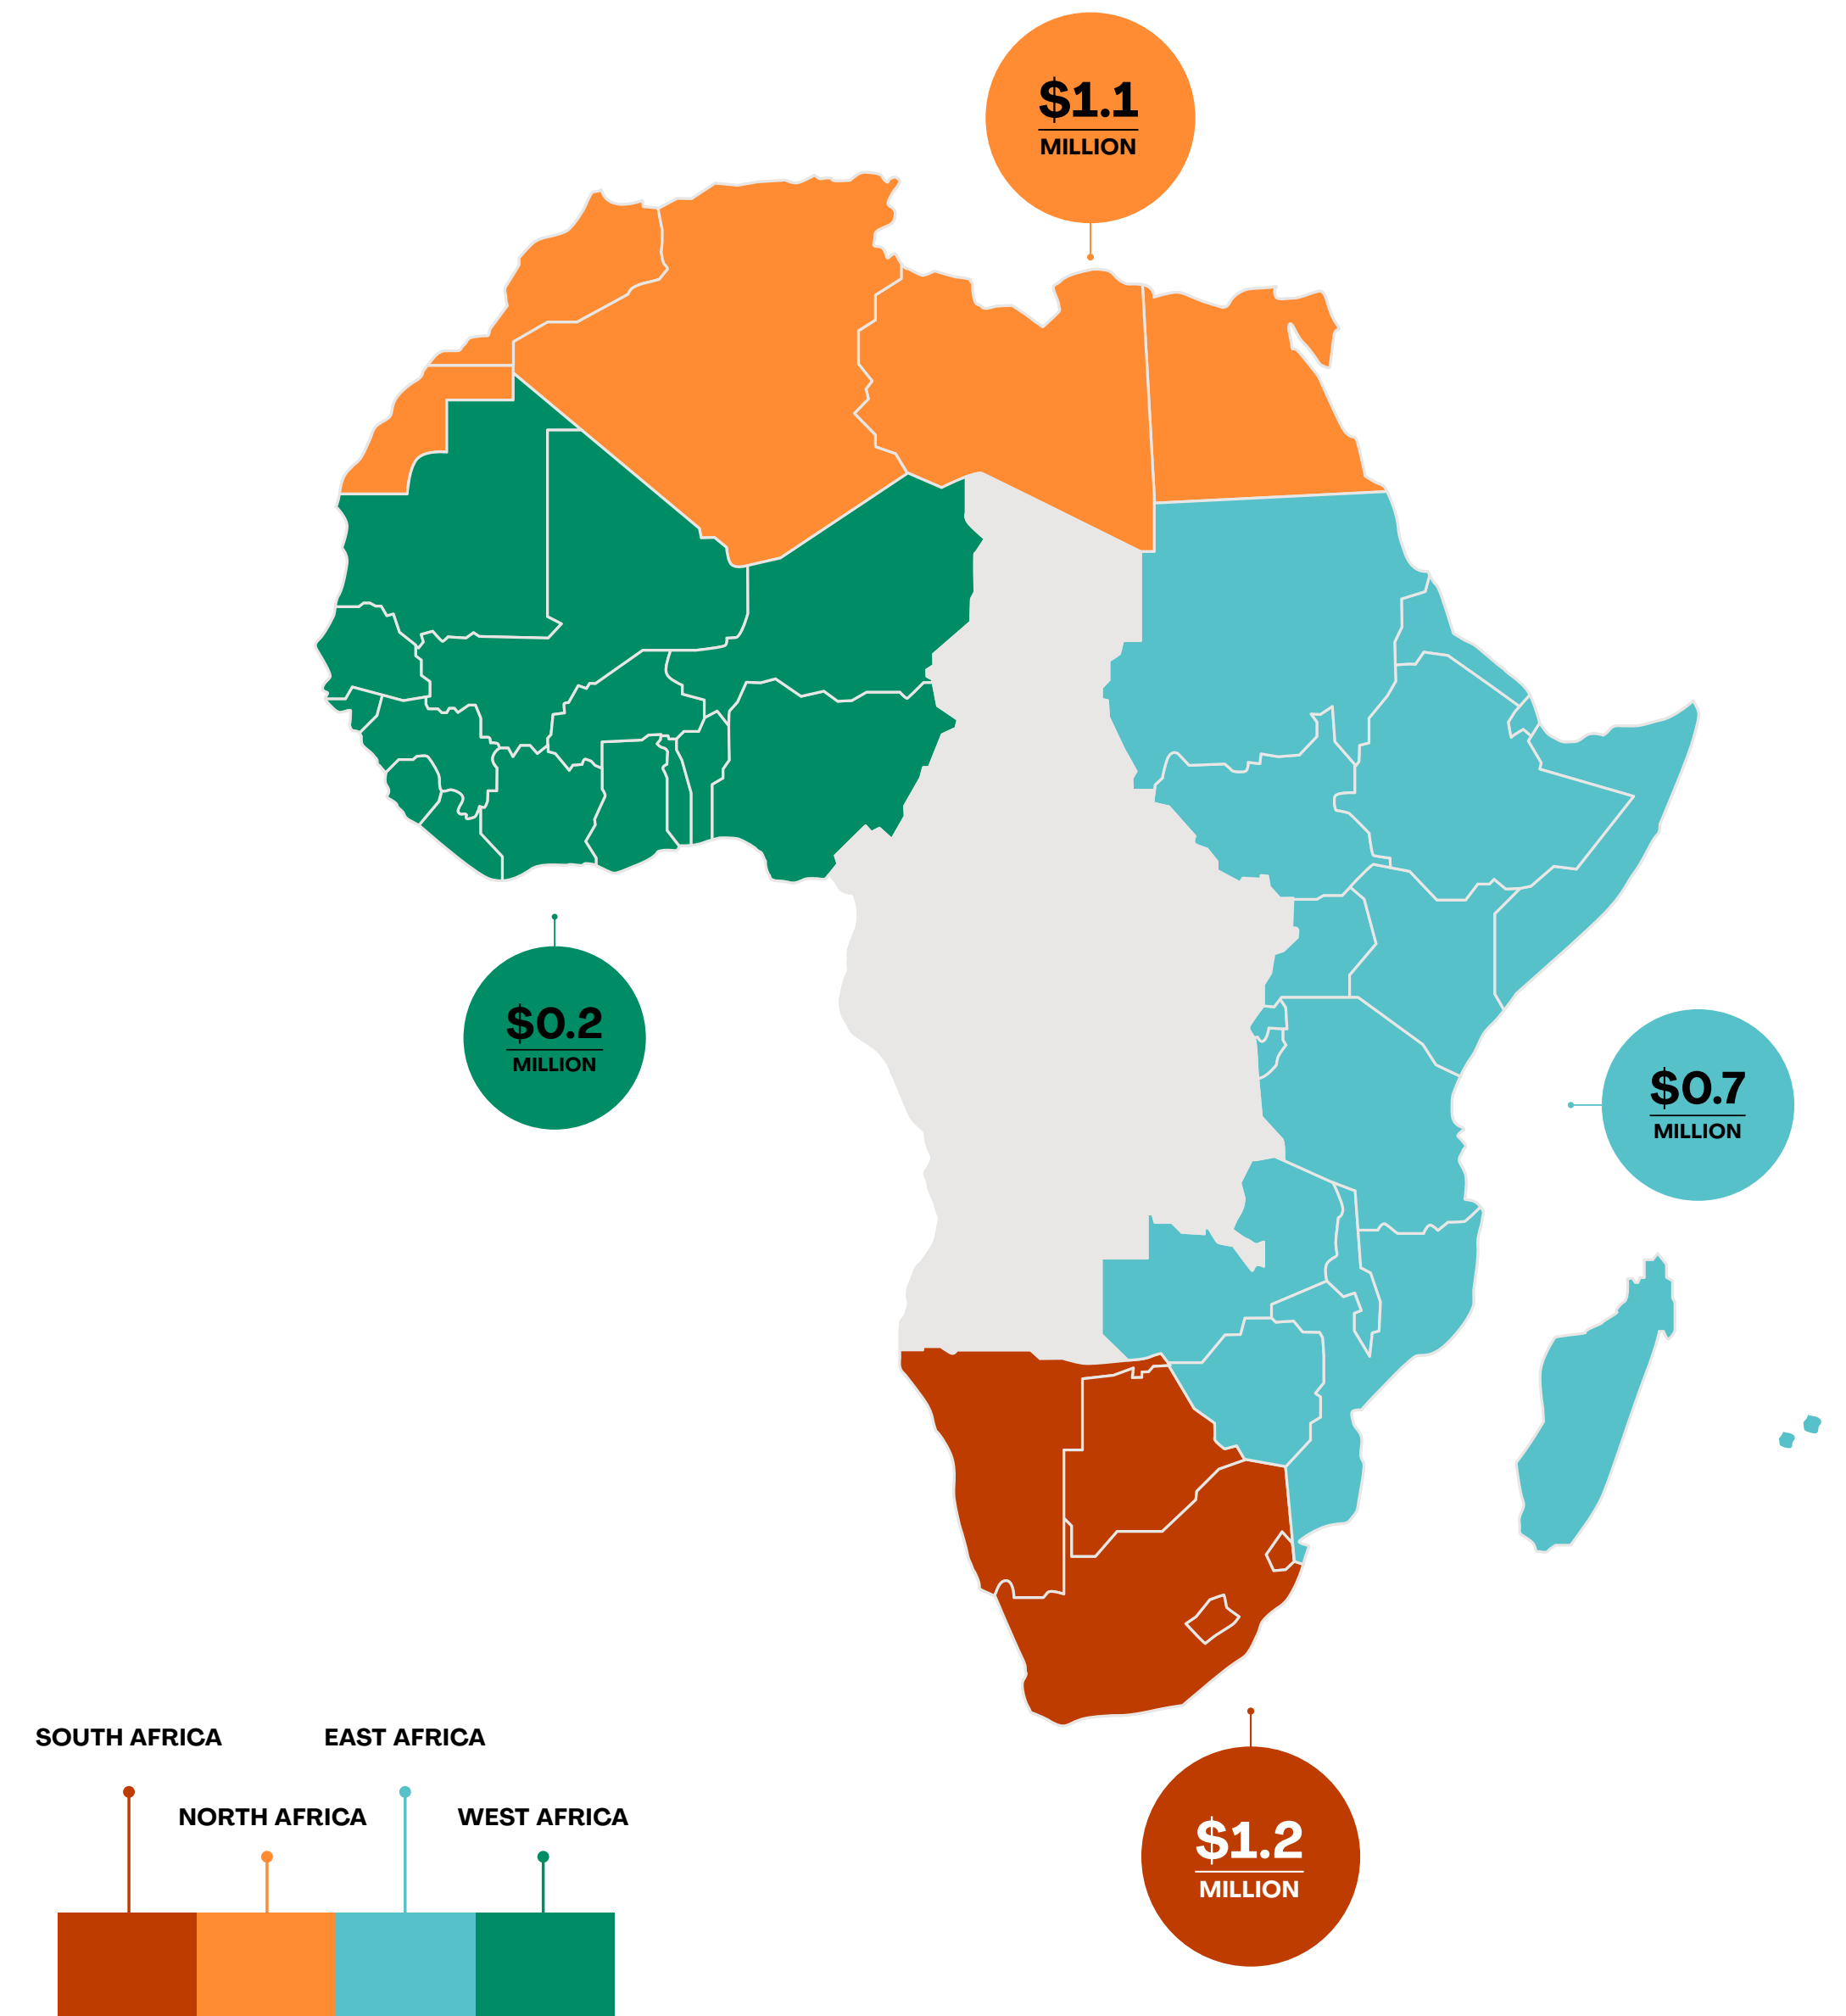 $1.1
MILLION
$0.2
MILLION
$0.7
MILLION
$1.2
MILLION
SOUTH AFRICA
EAST AFRICA
NORTH AFRICA
WEST AFRICA